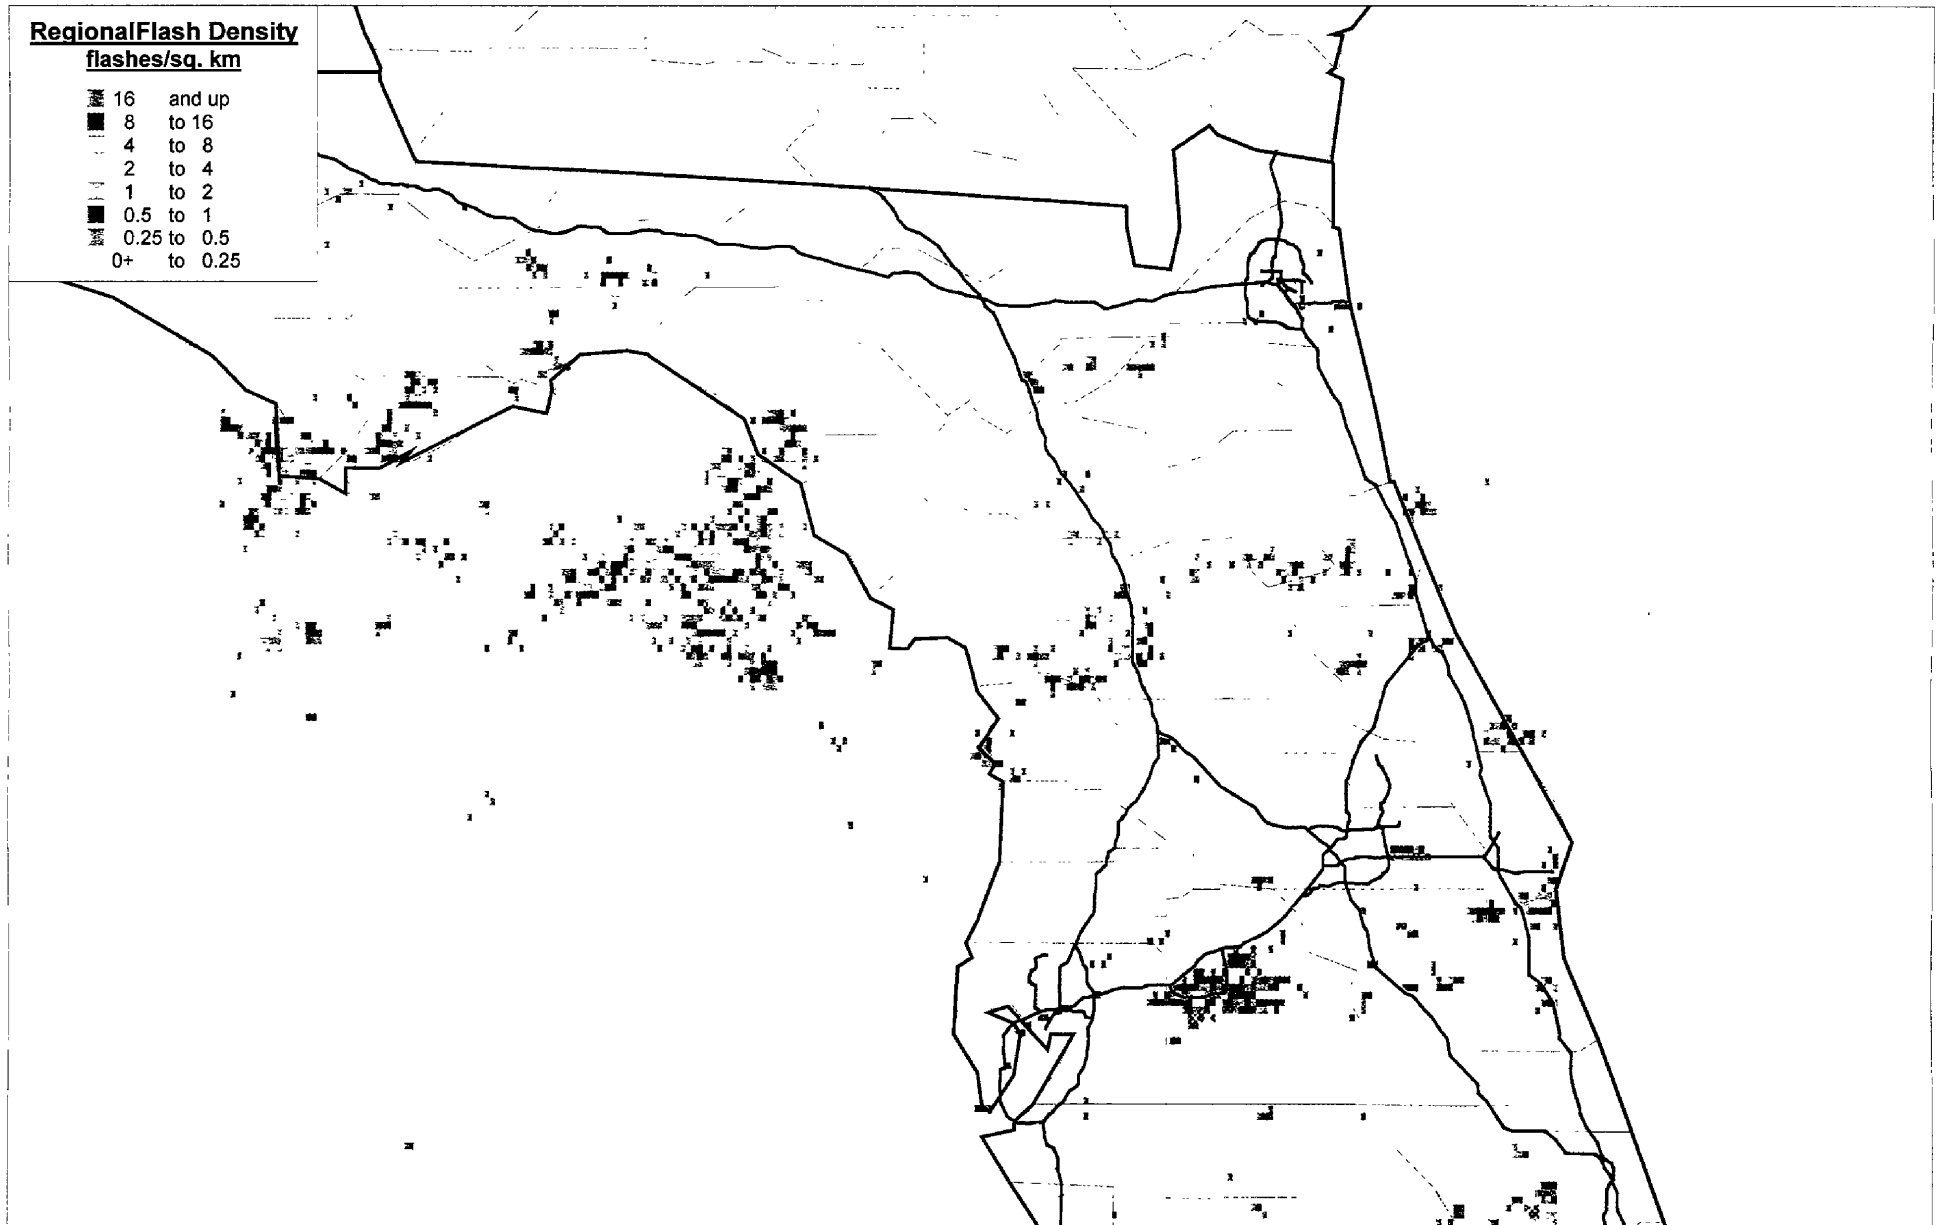 RegionalFlash Density
flashes/sq. km
16 and up
8 to 16
4 to 8
2 to 4
1 to 2
0.5 to 1
0.25 to 0.5
0+ to 0.25